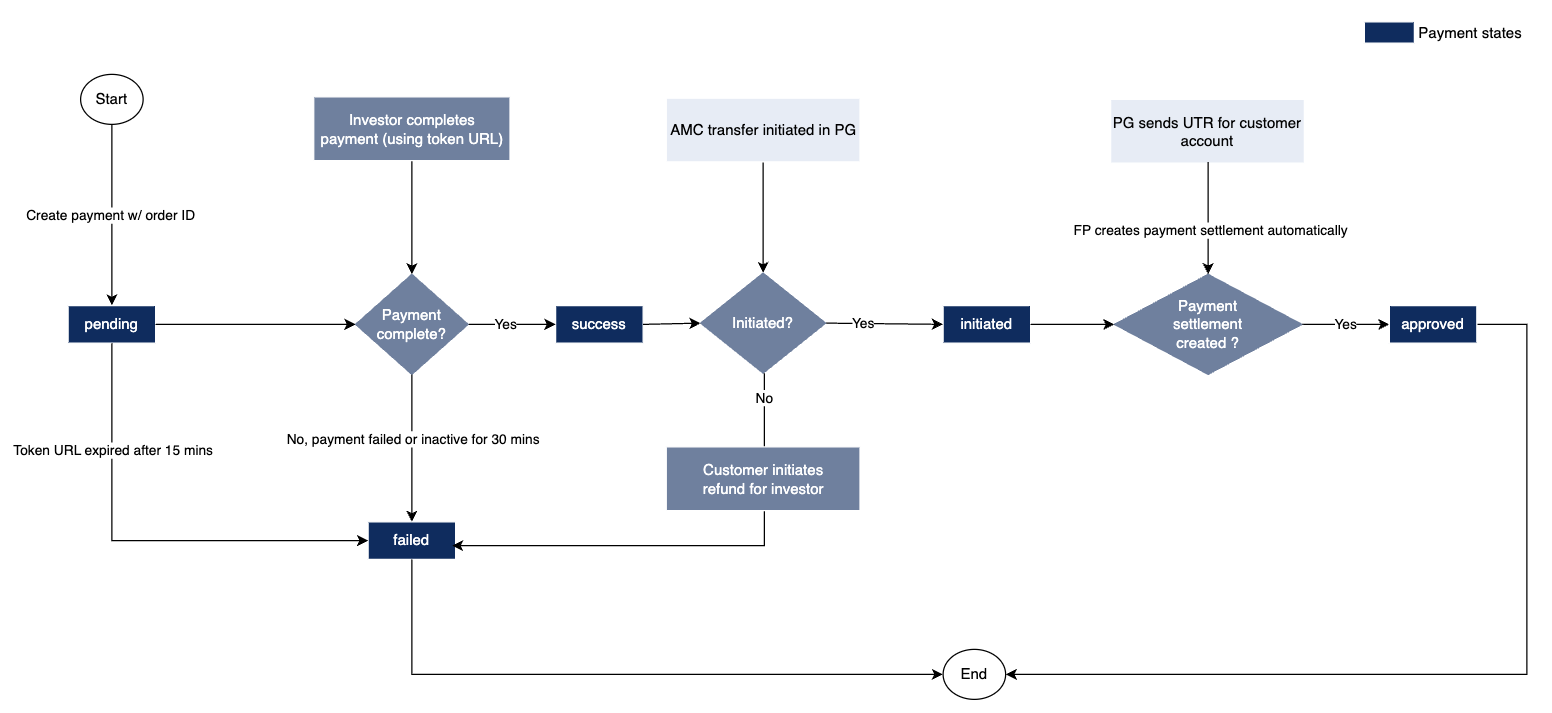 Payment states
Start
Investor completes
payment (using token URL)
AMC transfer initiated in PG
PG sends UTR for customer
account
Create payment w/ order ID
FP creates payment settlement automatically
pending
Payment
complete?
Yes
success
Initiated?
Yes
initiated
Payment
settlement
created ?
Yes
approved
No
Token URL expired after 15 mins
No, payment failed or inactive for 30 mins
Customer initiates
refund for investor
failed
End